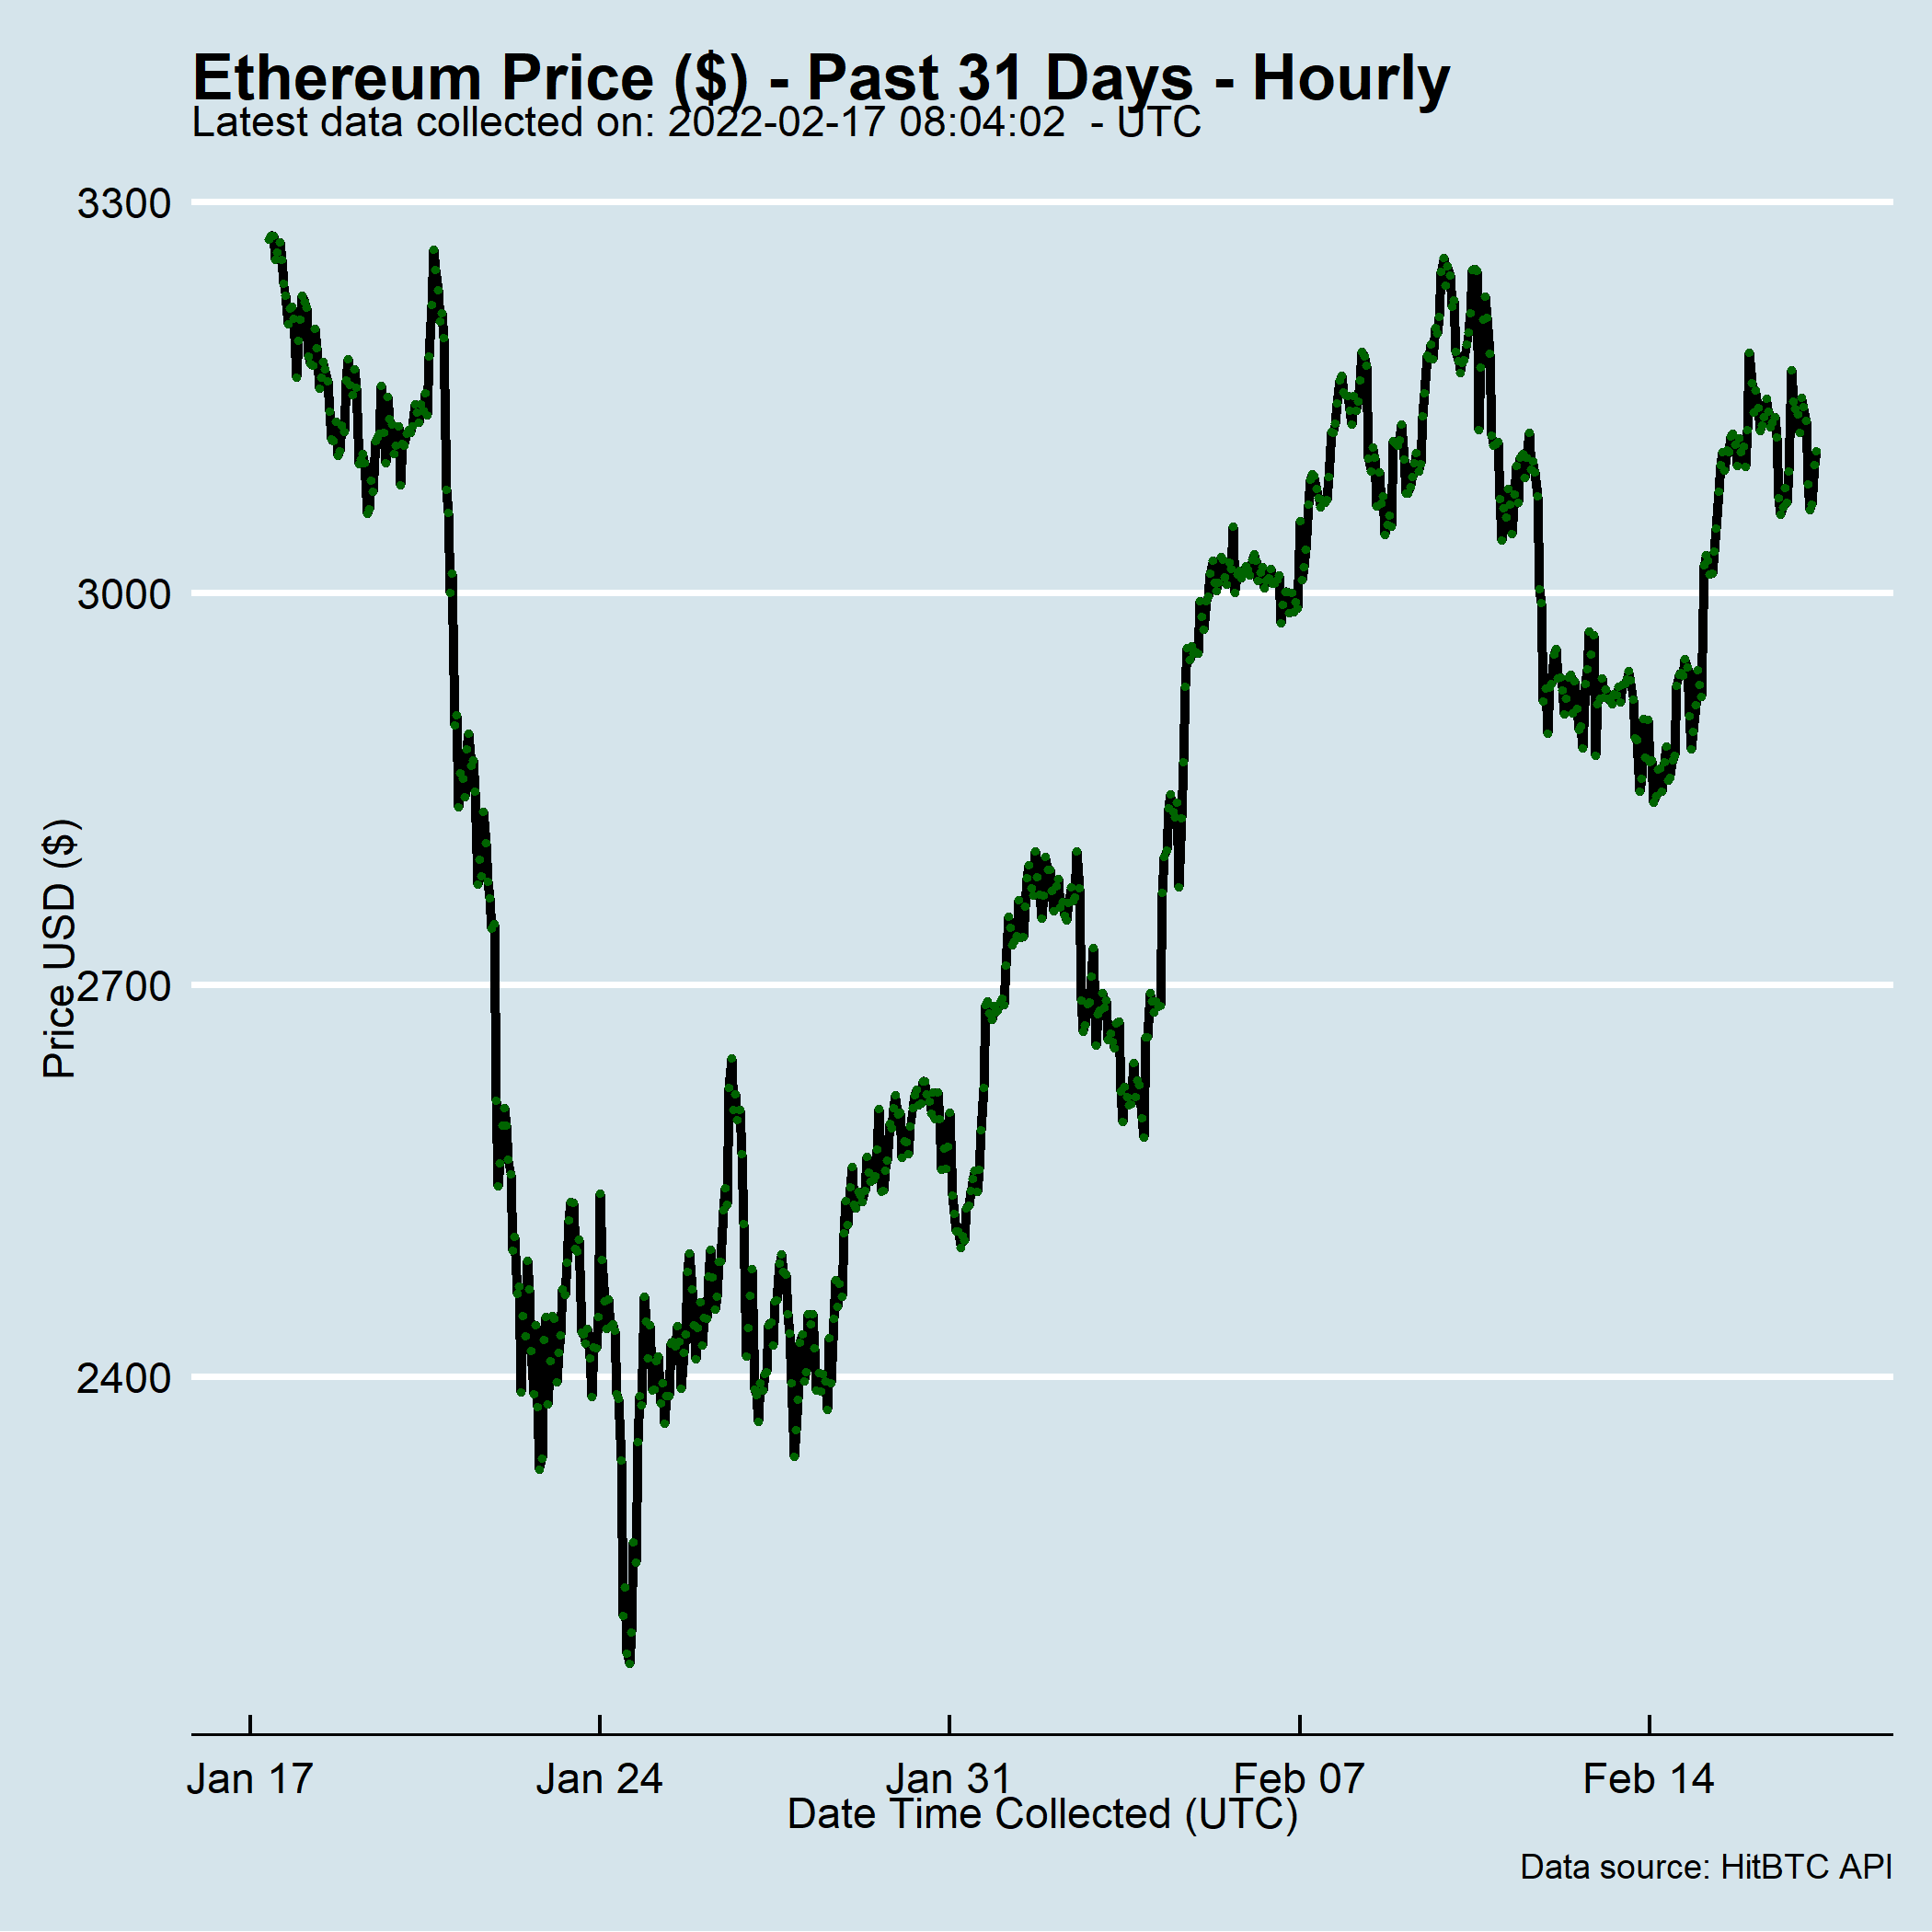 Ethereum Price ($) - Past 31 Days - Hourly
Latest data collected on: 2022-02-17 08:04:02  - UTC
3300
3000
2700
2400
Price USD ($)
Jan 17
Jan 24
Jan 31
Feb 07
Feb 14
Date Time Collected (UTC)
Data source: HitBTC API